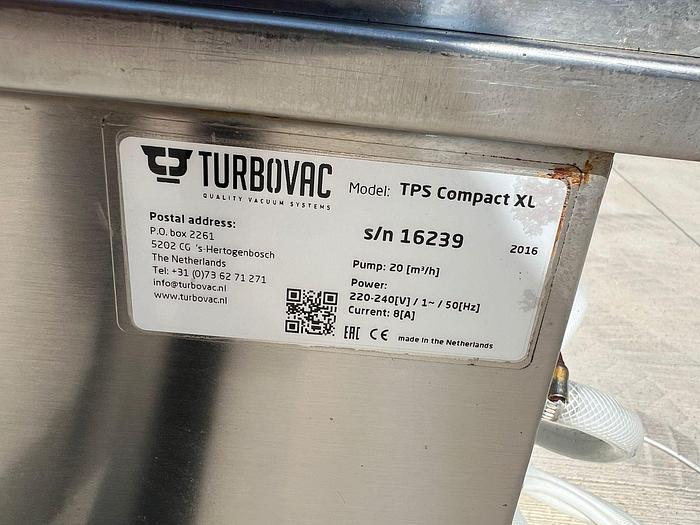 TURBOVAC
QUALITY VACUUM SYSTEMS
Model: TPS Compact XL
s/n 16239
2016
Postal address:
P.O. box 2261
5202 CG 's-Hertogenbosch
The Netherlands
Tel: +31 (0)73 62 71 271
info@turbovac.nl
www.turbovac.nl
Pump: 20 [m³/h]
Power:
220-240[V] / 1~ / 50[Hz]
Current: 8[A]
EAC CE made in the Netherlands